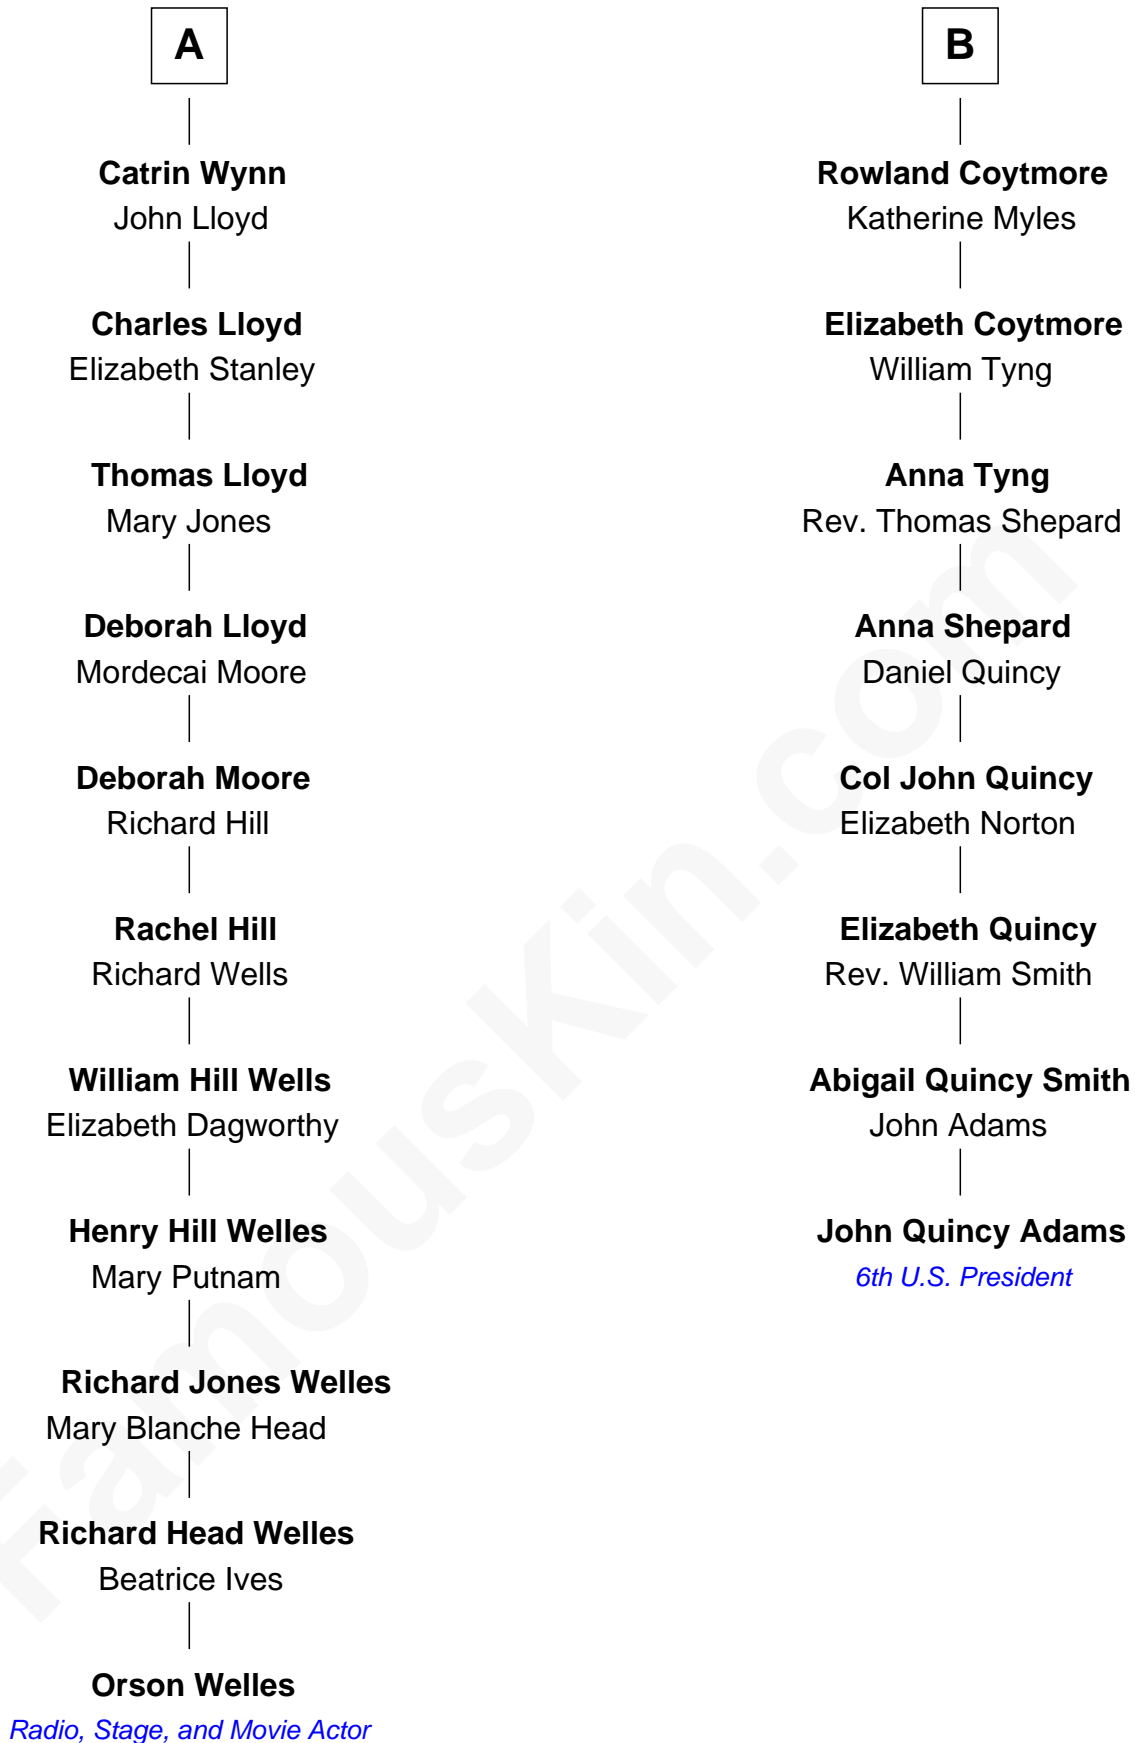 A
Catrin Wynn
John Lloyd
Charles Lloyd
Elizabeth Stanley
Thomas Lloyd
Mary Jones
Deborah Lloyd
Mordecai Moore
Deborah Moore
Richard Hill
Rachel Hill
Richard Wells
William Hill Wells
Elizabeth Dagworthy
Henry Hill Welles
Mary Putnam
Richard Jones Welles
Mary Blanche Head
Richard Head Welles
Beatrice Ives
Orson Welles
Radio, Stage, and Movie Actor
B
Rowland Coytmore
Katherine Myles
Elizabeth Coytmore
William Tyng
Anna Tyng
Rev. Thomas Shepard
Anna Shepard
Daniel Quincy
Col John Quincy
Elizabeth Norton
Elizabeth Quincy
Rev. William Smith
Abigail Quincy Smith
John Adams
John Quincy Adams
6th U.S. President
FamousKin.com